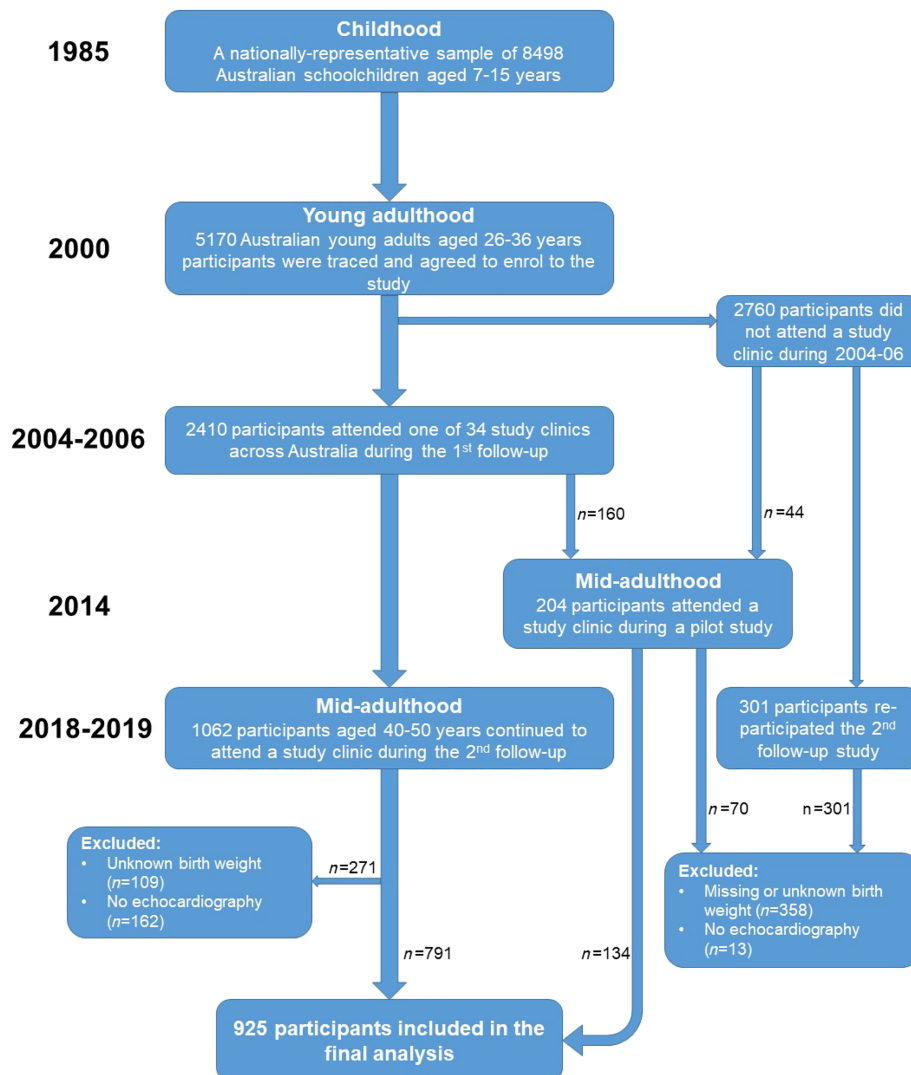 1985
Childhood
A nationally-representative sample of 8498
Australian schoolchildren aged 7-15 years
2000
Young adulthood
5170 Australian young adults aged 26-36 years
participants were traced and agreed to enrol to the
study
2760 participants did
not attend a study
clinic during 2004-06
2004-2006
2410 participants attended one of 34 study clinics
across Australia during the 1st follow-up
n=160
n=44
2014
Mid-adulthood
204 participants attended a
study clinic during a pilot study
2018-2019
Mid-adulthood
1062 participants aged 40-50 years continued to
attend a study clinic during the 2nd follow-up
301 participants re-
participated the 2nd
follow-up study
n=70
n=301
Excluded:
• Unknown birth weight
(n=109)
• No echocardiography
(n=162)
n=271
Excluded:
• Missing or unknown birth
weight (n=358)
• No echocardiography
(n=13)
n=791
n=134
925 participants included in the
final analysis